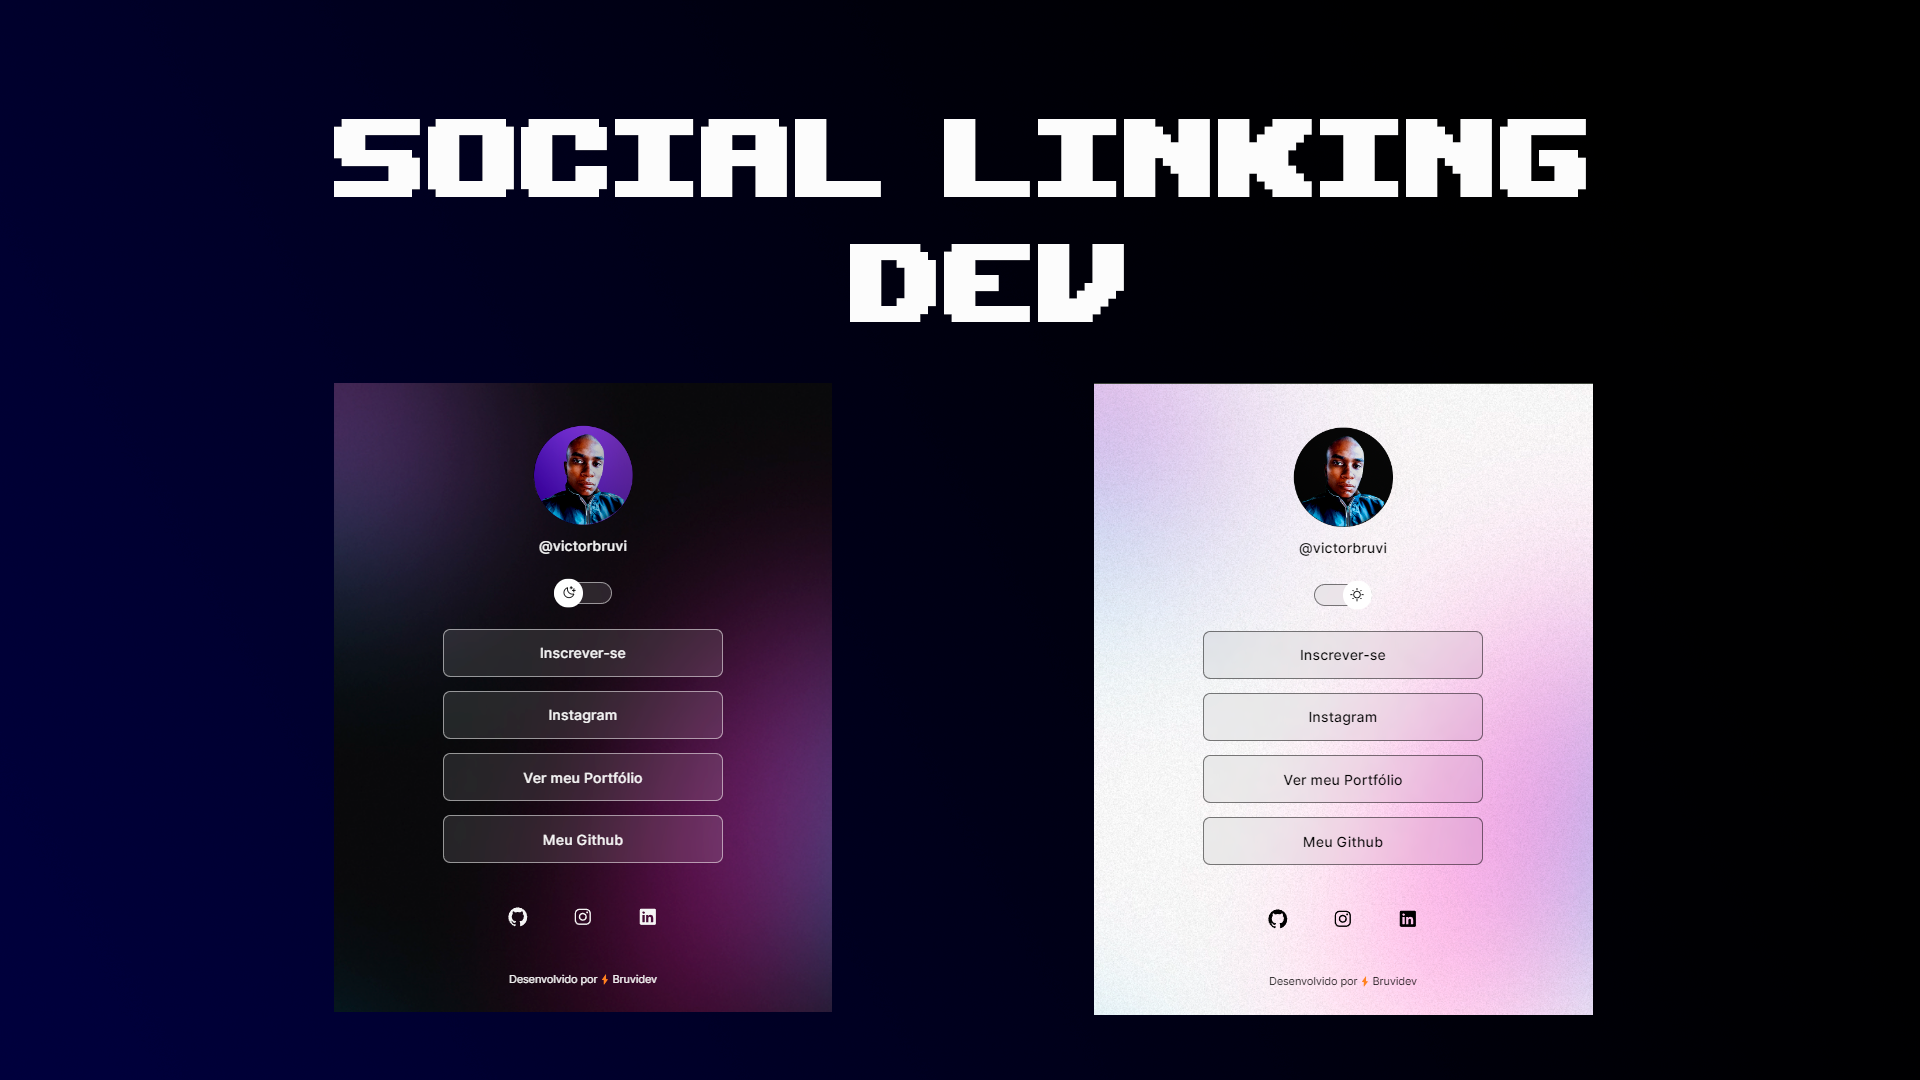 SOCIAL LINKING
DEV
@victorbruvi
Inscrever-se
Instagram
Ver meu Portfólio
Meu Github
Desenvolvido por Bruvidev
@victorbruvi
Inscrever-se
Instagram
Ver meu Portfólio
Meu Github
Desenvolvido por Bruvidev